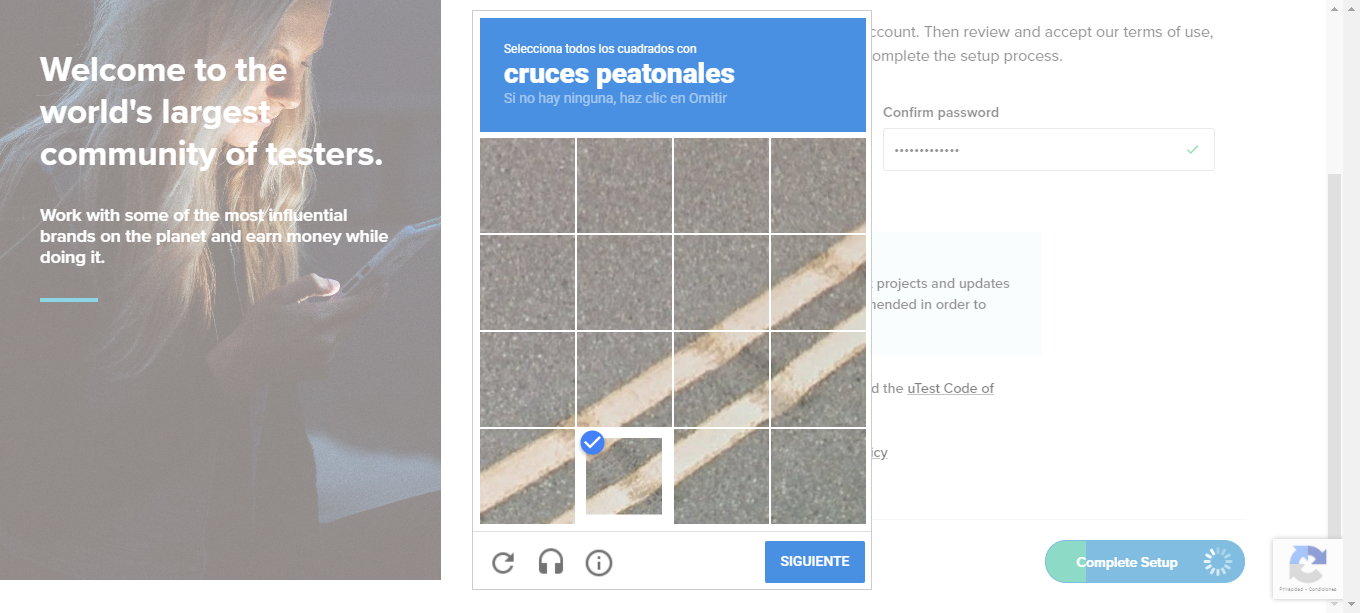 Welcome to the
world's largest
community of testers.
Work with some of the most influential
brands on the planet and earn money while
doing it.
Selecciona todos los cuadrados con
cruces peatonales
Si no hay ninguna, haz clic en Omitir
SIGUIENTE
ccount. Then review and accept our terms of use,
omplete the setup process.
Confirm password
•••••••••••••
projects and updates
nended in order to
d the uTest Code of
icy
Complete Setup
Privacidad - Condiciones